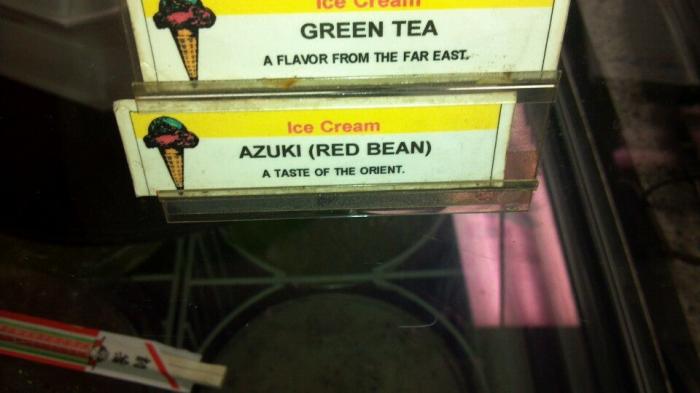 Ice Cream
GREEN TEA
A FLAVOR FROM THE FAR EAST.
Ice Cream
AZUKI (RED BEAN)
A TASTE OF THE ORIENT.